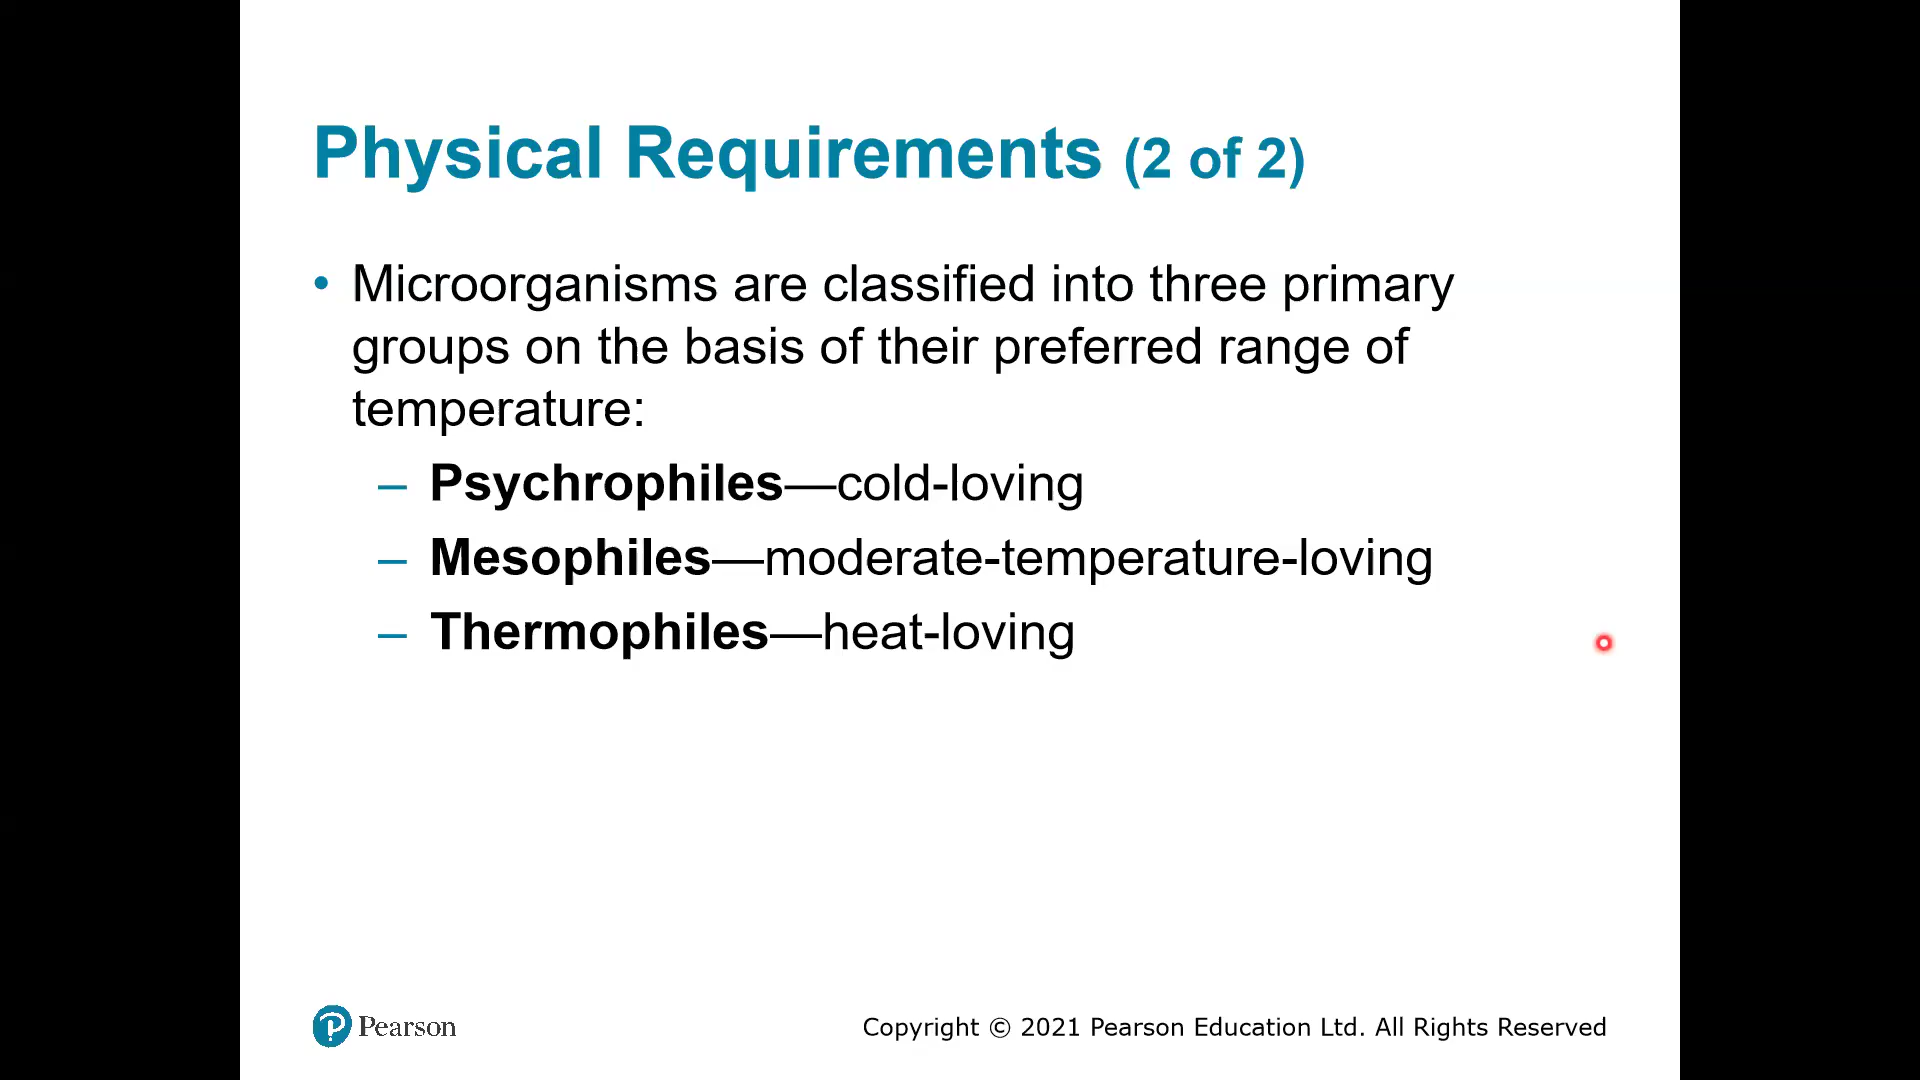 Physical Requirements (2 of 2)
• Microorganisms are classified into three primary
groups on the basis of their preferred range of
temperature:
– Psychrophiles—cold-loving
– Mesophiles—moderate-temperature-loving
– Thermophiles—heat-loving
Pearson
Copyright © 2021 Pearson Education Ltd. All Rights Reserved